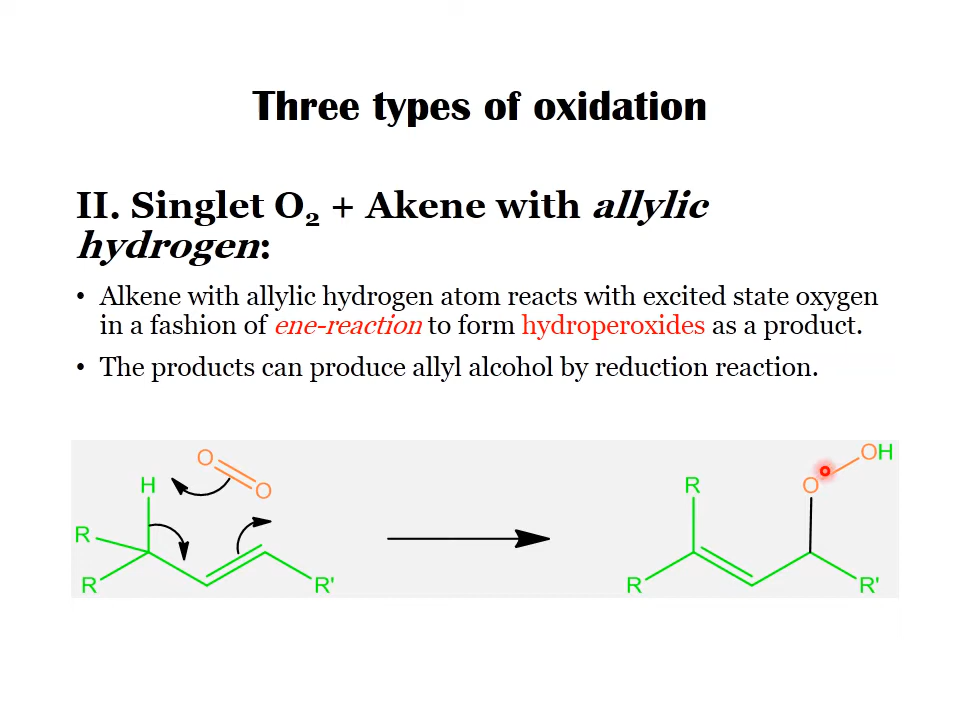 Three types of oxidation
II. Singlet O₂ + Akene with allylic
hydrogen:
• Alkene with allylic hydrogen atom reacts with excited state oxygen
in a fashion of ene-reaction to form hydroperoxides as a product.
• The products can produce allyl alcohol by reduction reaction.
O
O
H
R
R
R'
OH
O
R
R
R'